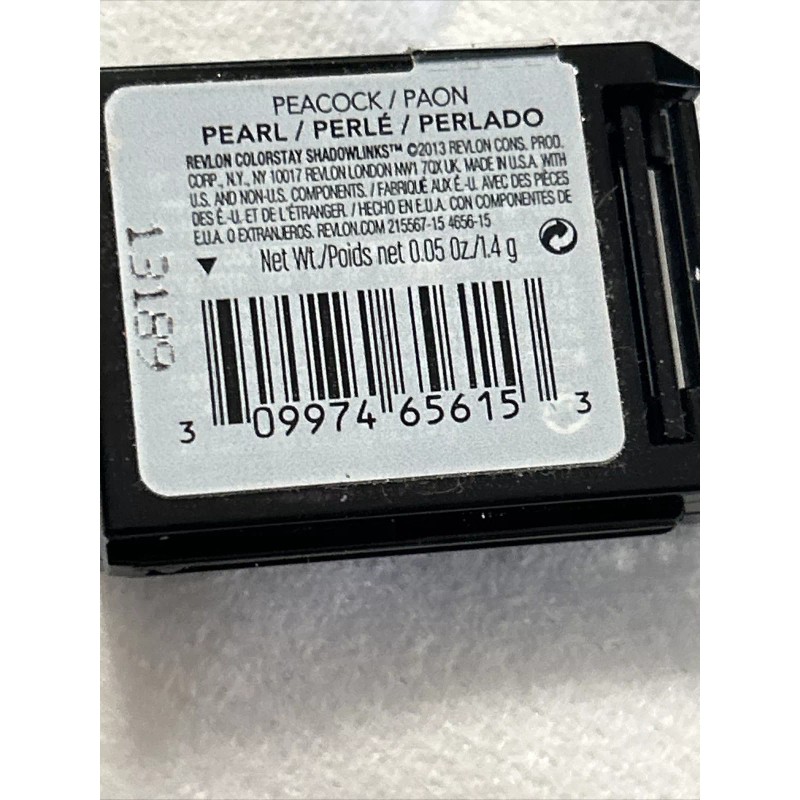 PEACOCK / PAON
PEARL / PERLÉ / PERLADO
REVLON COLORSTAY SHADOWLINKS™ ©2013 REVLON CONS. PROD.
CORP., N.Y., NY 10017 REVLON LONDON NW1 7QX UK. MADE IN U.S.A. WITH
U.S. AND NON-U.S. COMPONENTS. / FABRIQUÉ AUX É.-U. AVEC DES PIÈCES
DES É.-U. ET DE L'ÉTRANGER. / HECHO EN E.U.A. CON COMPONENTES DE
E.U.A. O EXTRANJEROS. REVLON.COM 215567-15 4656-15
Net Wt./Poids net 0.05 Oz./1.4 g
13189
3 09974 65615 3